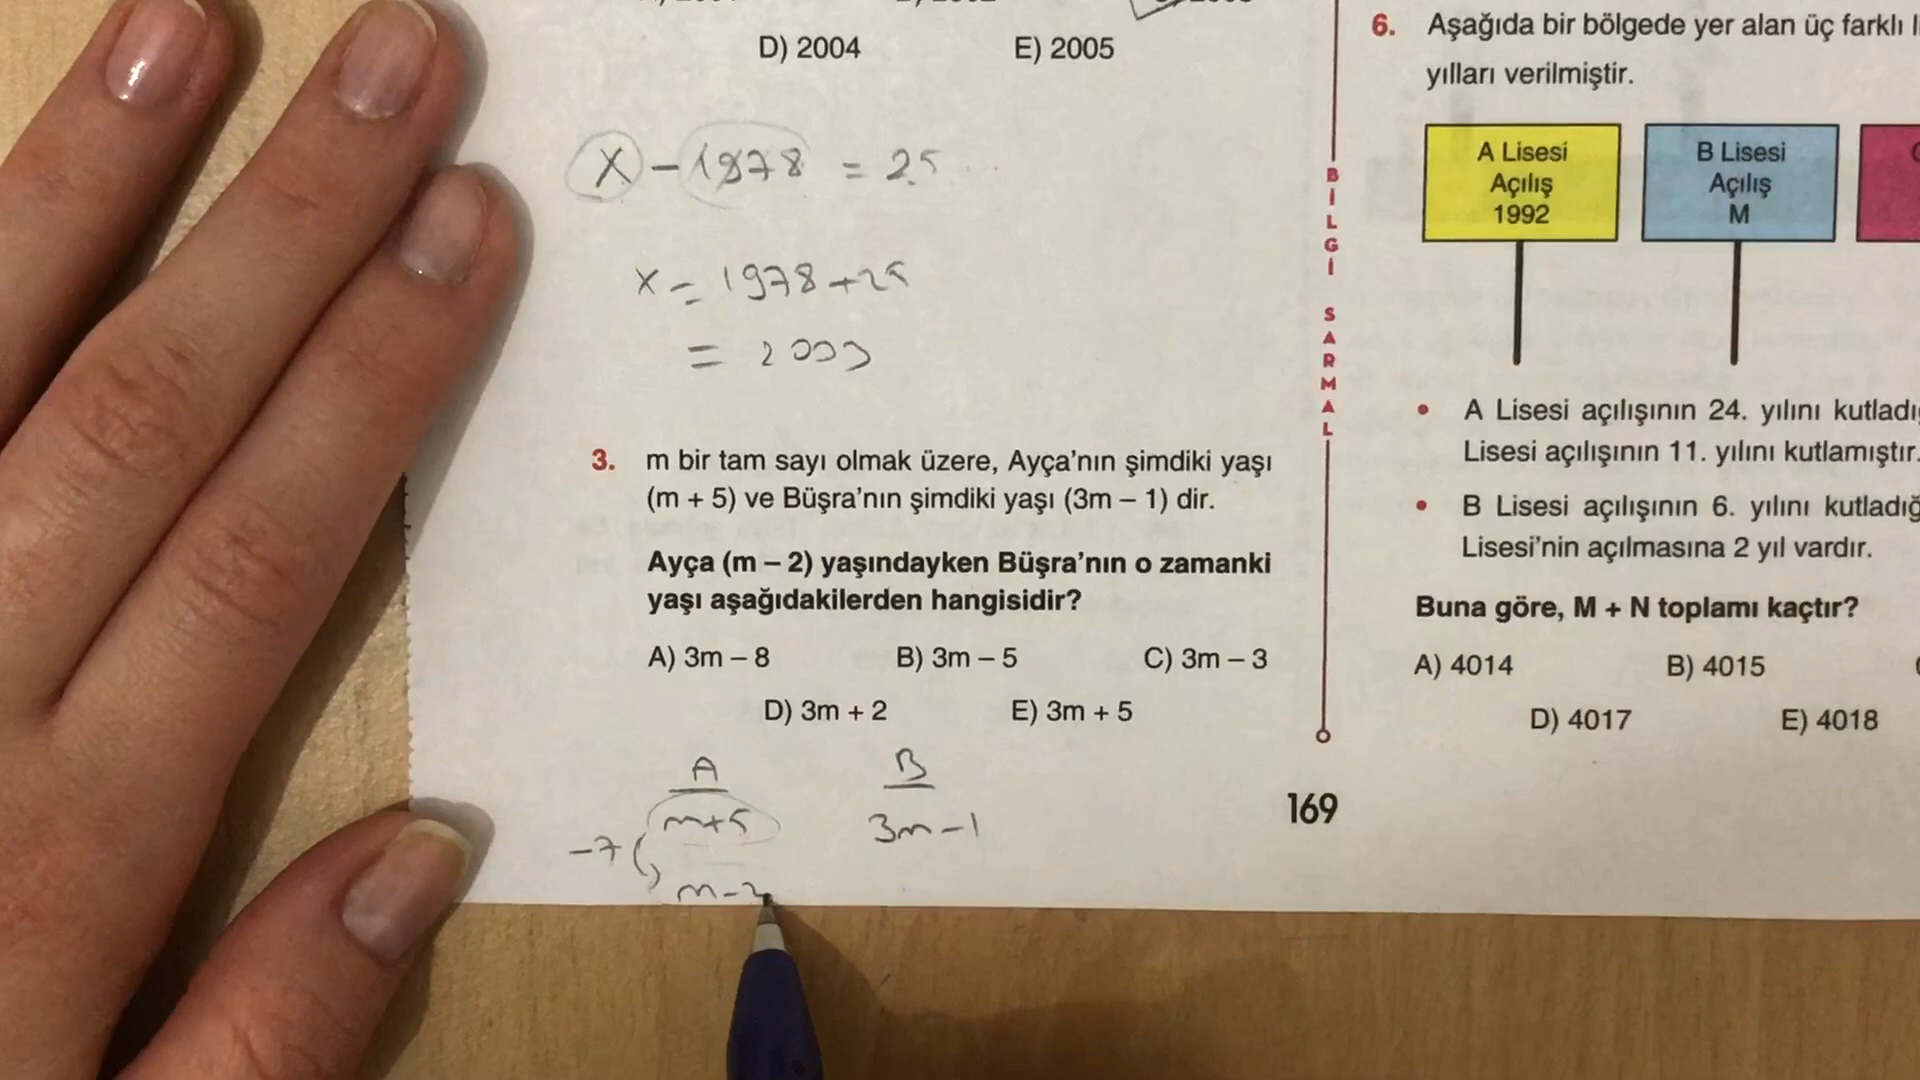 D) 2004 E) 2005
x - 1978 = 25
x = 1978 + 25
= 2003
3. m bir tam sayı olmak üzere, Ayça'nın şimdiki yaşı
(m + 5) ve Büşra'nın şimdiki yaşı (3m – 1) dir.
Ayça (m – 2) yaşındayken Büşra'nın o zamanki
yaşı aşağıdakilerden hangisidir?
A) 3m – 8 B) 3m – 5 C) 3m – 3
D) 3m + 2 E) 3m + 5
A B
m+5 3m-1
-7
m-2
BİLGİ SARMAL
169
6. Aşağıda bir bölgede yer alan üç farklı
yılları verilmiştir.
A Lisesi
Açılış
1992
B Lisesi
Açılış
M
• A Lisesi açılışının 24. yılını
Lisesi açılışının 11. yılını kutlamıştır.
• B Lisesi açılışının 6. yılını
Lisesi'nin açılmasına 2 yıl vardır.
Buna göre, M + N toplamı kaçtır?
A) 4014 B) 4015
D) 4017 E) 4018